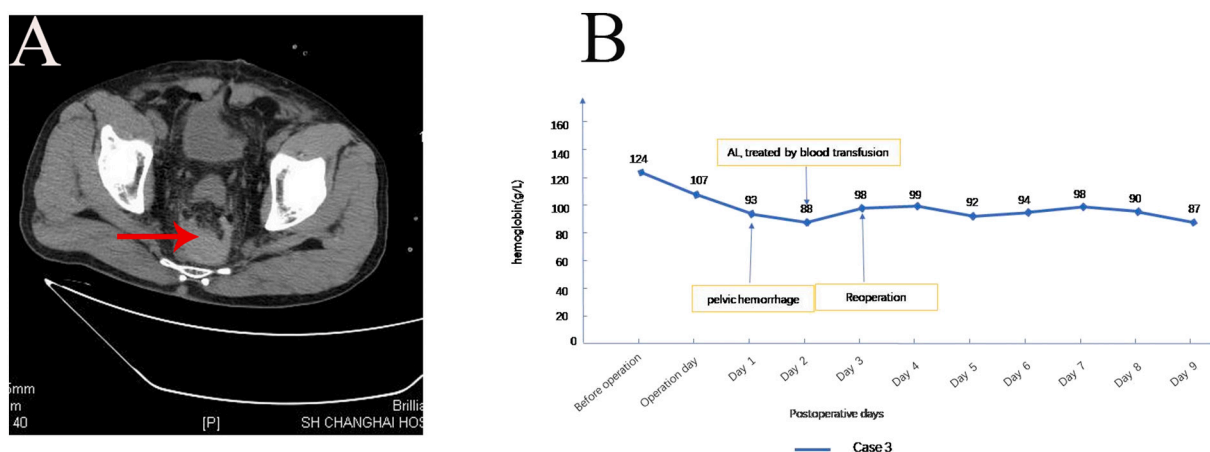 A
5mm
m
40
[P]
Brillia
SH CHANGHAI HOS
B
hemoglobin(g/L)
160
140
120
100
80
60
40
20
0
124
107
93
88
98
99
92
94
98
90
87
AL, treated by blood transfusion
pelvic hemorrhage
Reoperation
Before operation
Operation day
Day 1
Day 2
Day 3
Day 4
Day 5
Day 6
Day 7
Day 8
Day 9
Postoperative days
Case 3